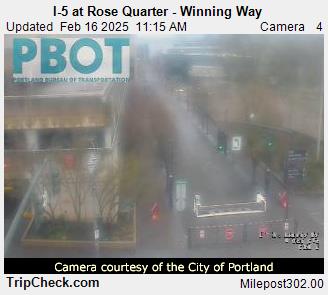 I-5 at Rose Quarter - Winning Way
Updated  Feb 16 2025  11:15 AM
Camera  4
PBOT
PORTLAND BUREAU OF TRANSPORTATION
Camera courtesy of the City of Portland
TripCheck.com
Milepost302.00